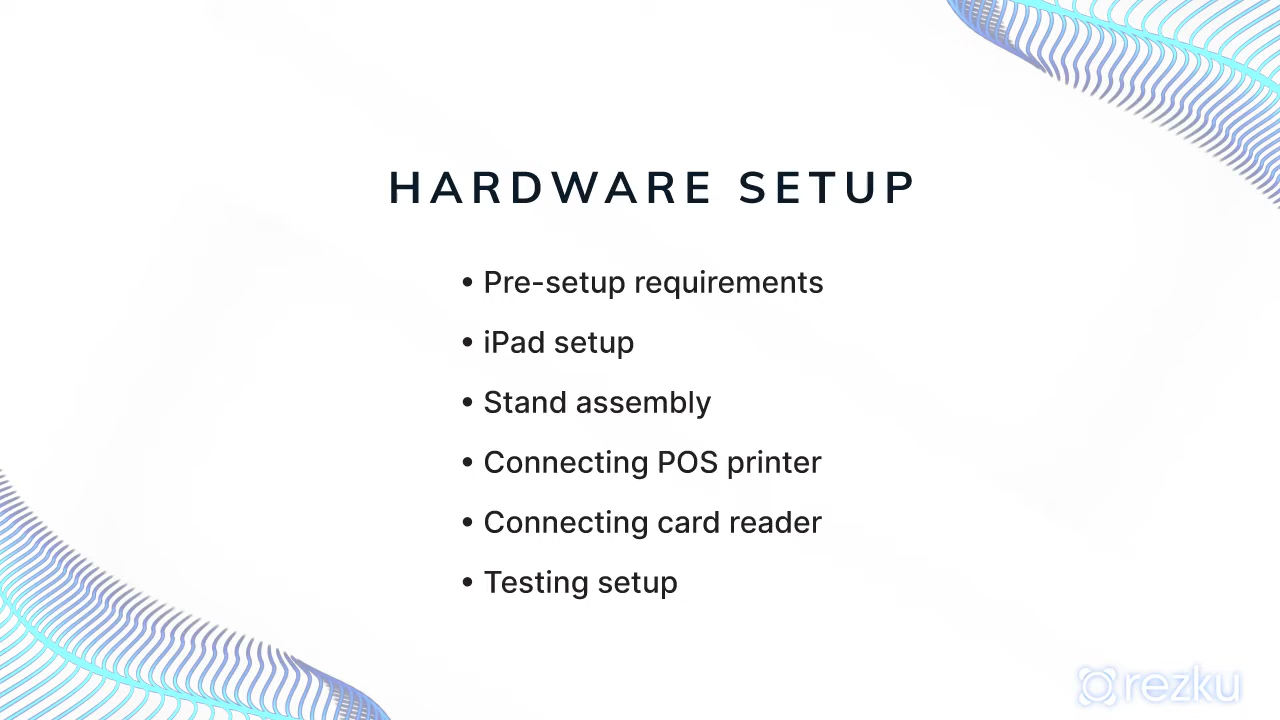 HARDWARE SETUP
• Pre-setup requirements
• iPad setup
• Stand assembly
• Connecting POS printer
• Connecting card reader
• Testing setup
rezku